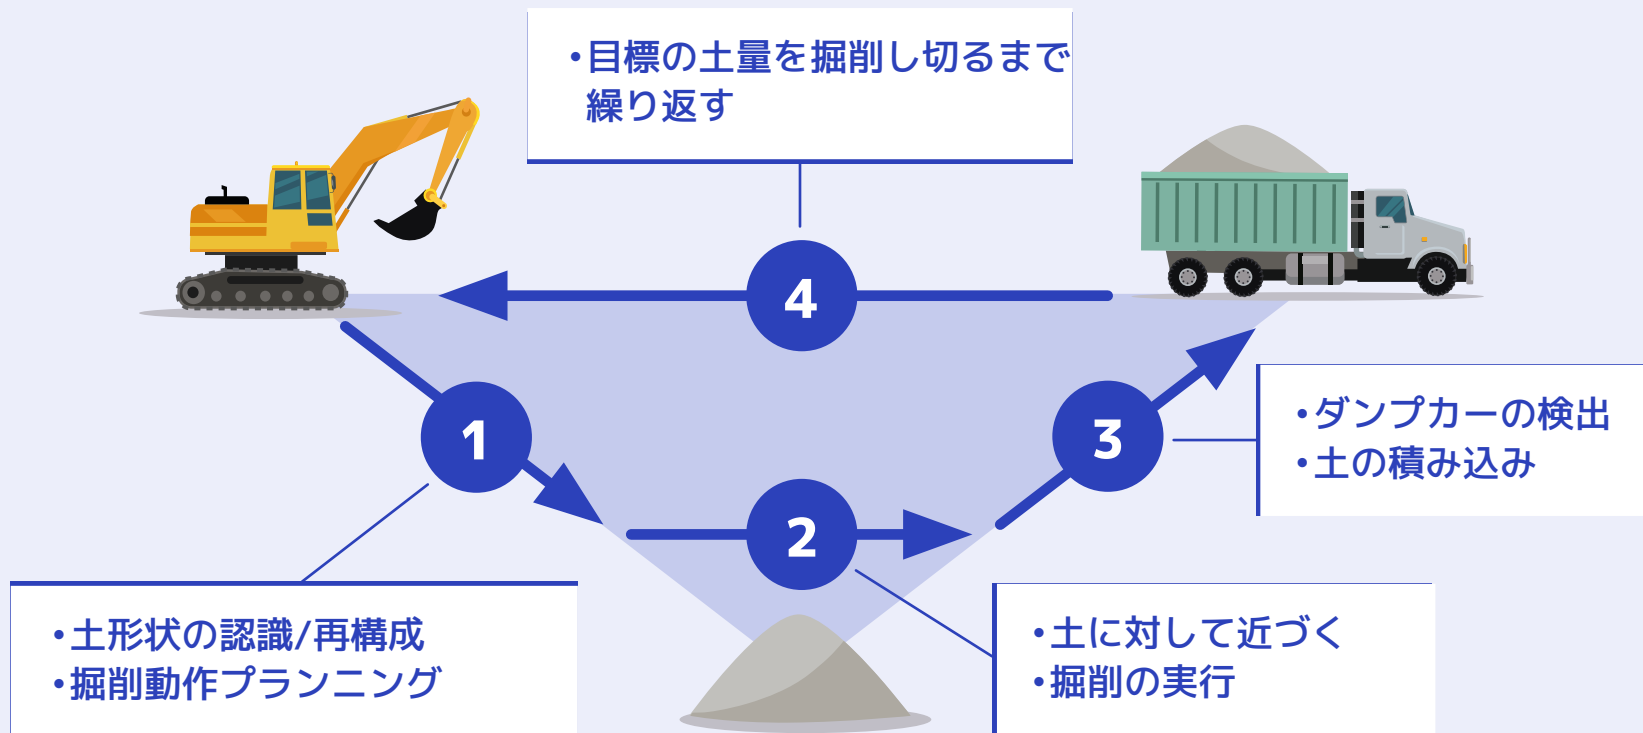 ・目標の土量を掘削し切るまで
繰り返す
4
1
3
・ダンプカーの検出
・土の積み込み
2
・土形状の認識/再構成
・掘削動作プランニング
・土に対して近づく
・掘削の実行